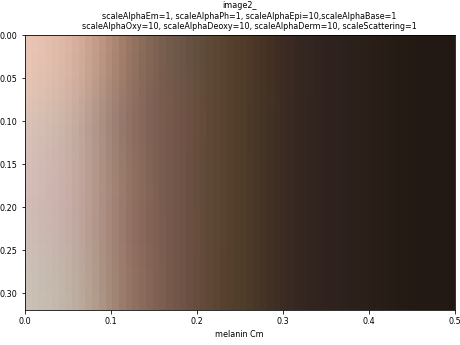 image2_
scaleAlphaEm=1, scaleAlphaPh=1, scaleAlphaEpi=10,scaleAlphaBase=1
scaleAlphaOxy=10, scaleAlphaDeoxy=10, scaleAlphaDerm=10, scaleScattering=1
0.00
0.05
0.10
0.15
0.20
0.25
0.30
0.0 0.1 0.2 0.3 0.4 0.5
melanin Cm